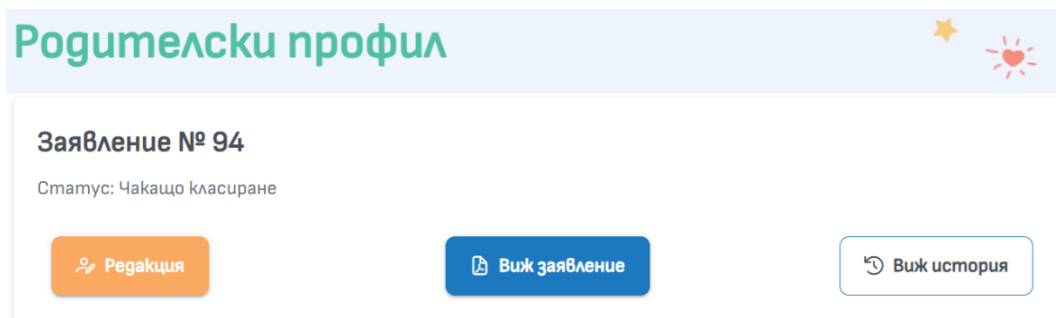 Родителски профил
Заявление № 94
Статус: Чакащо класиране
Редакция
Виж заявление
Виж история